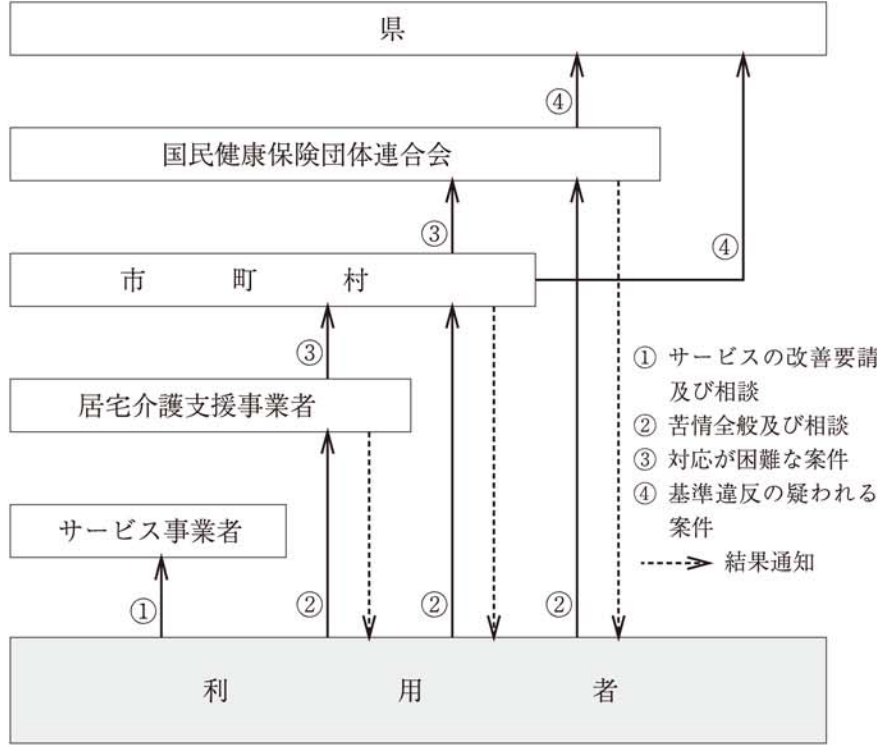 県
④
国民健康保険団体連合会
③
④
市町村
③
居宅介護支援事業者
サービス事業者
①
②
②
②
利用者
① サービスの改善要請
及び相談
② 苦情全般及び相談
③ 対応が困難な案件
④ 基準違反の疑われる
案件
結果通知